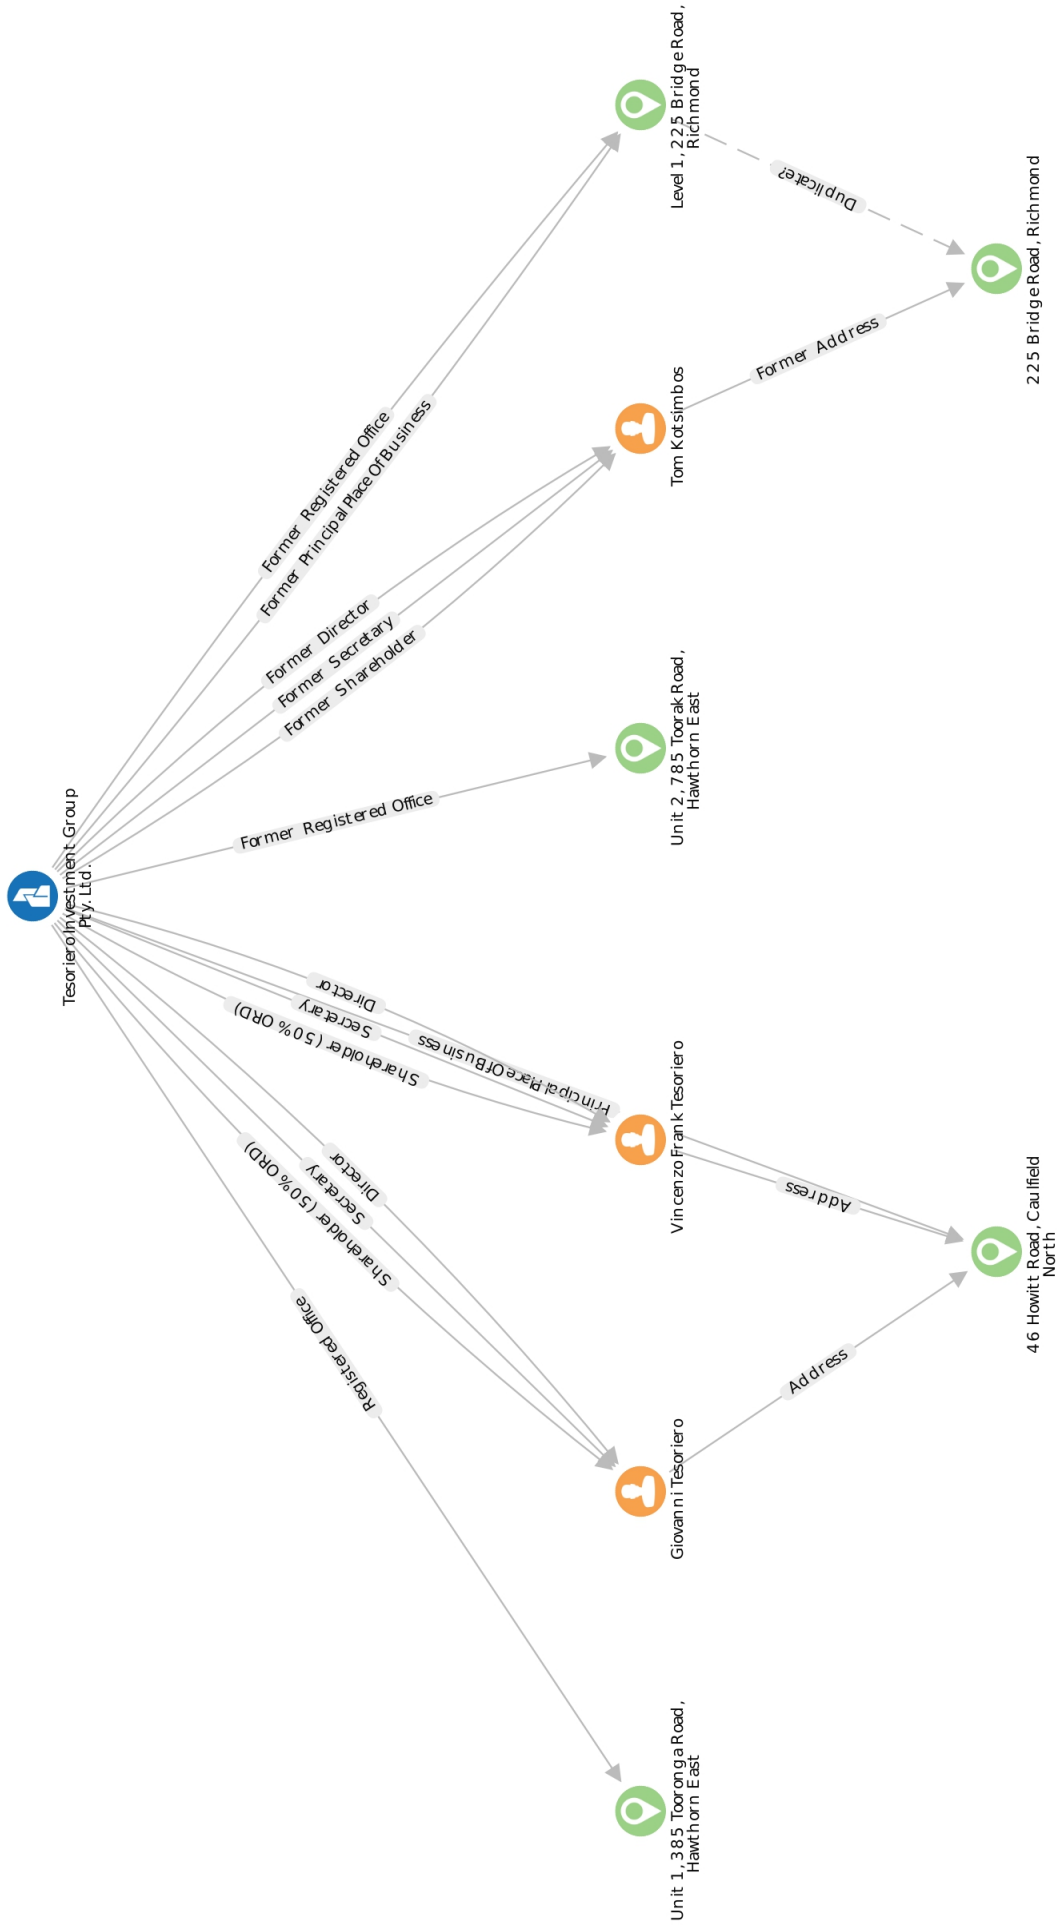 Tesoriero Investment Group
Pty. Ltd.
Registered Office
Shareholder (50% ORD)
Secretary
Director
Shareholder (50% ORD)
Secretary
Director
Principal Place Of Business
Former Registered Office
Former Shareholder
Former Secretary
Former Director
Former Principal Place Of Business
Former Registered Office
Unit 1, 385 Tooronga Road,
Hawthorn East
Giovanni Tesoriero
Vincenzo Frank Tesoriero
Unit 2, 785 Toorak Road,
Hawthorn East
Tom Kotsimbos
Level 1, 225 Bridge Road,
Richmond
Address
Address
Former Address
Duplicate?
46 Howitt Road, Caulfield
North
225 Bridge Road, Richmond